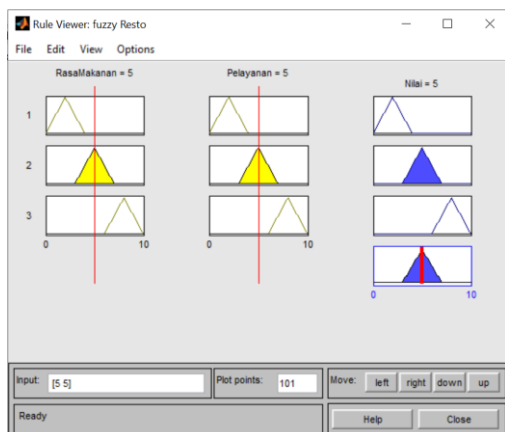 Rule Viewer: fuzzy Resto
File Edit View Options
RasaMakanan = 5 Pelayanan = 5 Nilai = 5
1
2
3
0 10 0 10
0 10
Input: [5 5] Plot points: 101 Move: left right down up
Ready Help Close